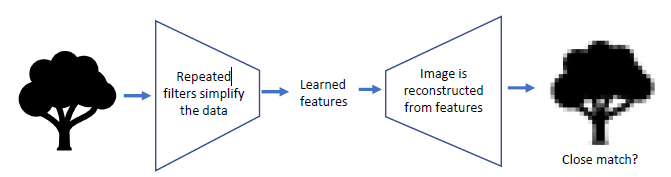 Repeated
filters simplify
the data
Learned
features
Image is
reconstructed
from features
Close match?